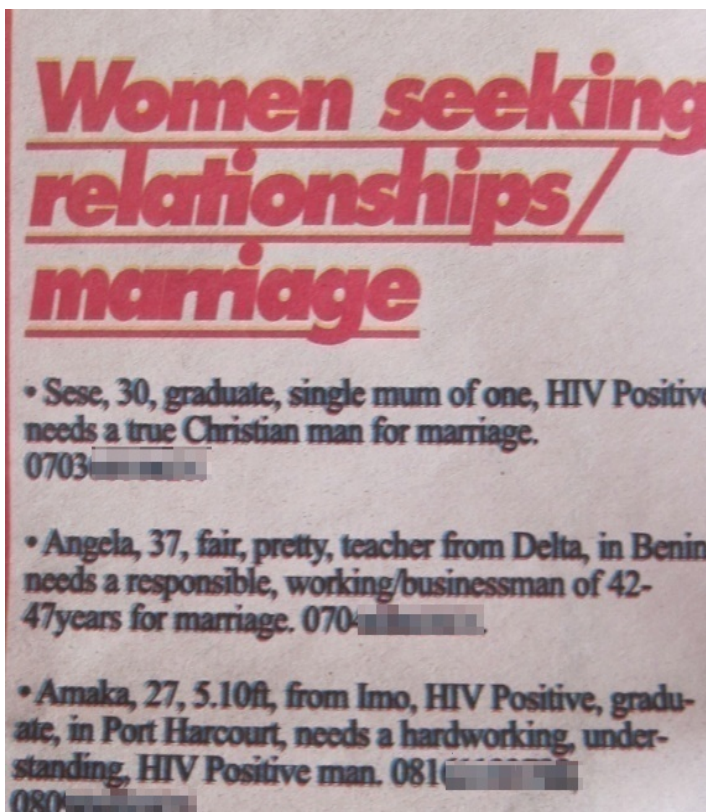 Women seeking
relationships/
marriage
• Sese, 30, graduate, single mum of one, HIV Positive
needs a true Christian man for marriage.
0703
• Angela, 37, fair, pretty, teacher from Delta, in Benin
needs a responsible, working/businessman of 42-
47years for marriage. 070
• Amaka, 27, 5.10ft, from Imo, HIV Positive, gradu-
ate, in Port Harcourt, needs a hardworking, under-
standing, HIV Positive man. 081
080